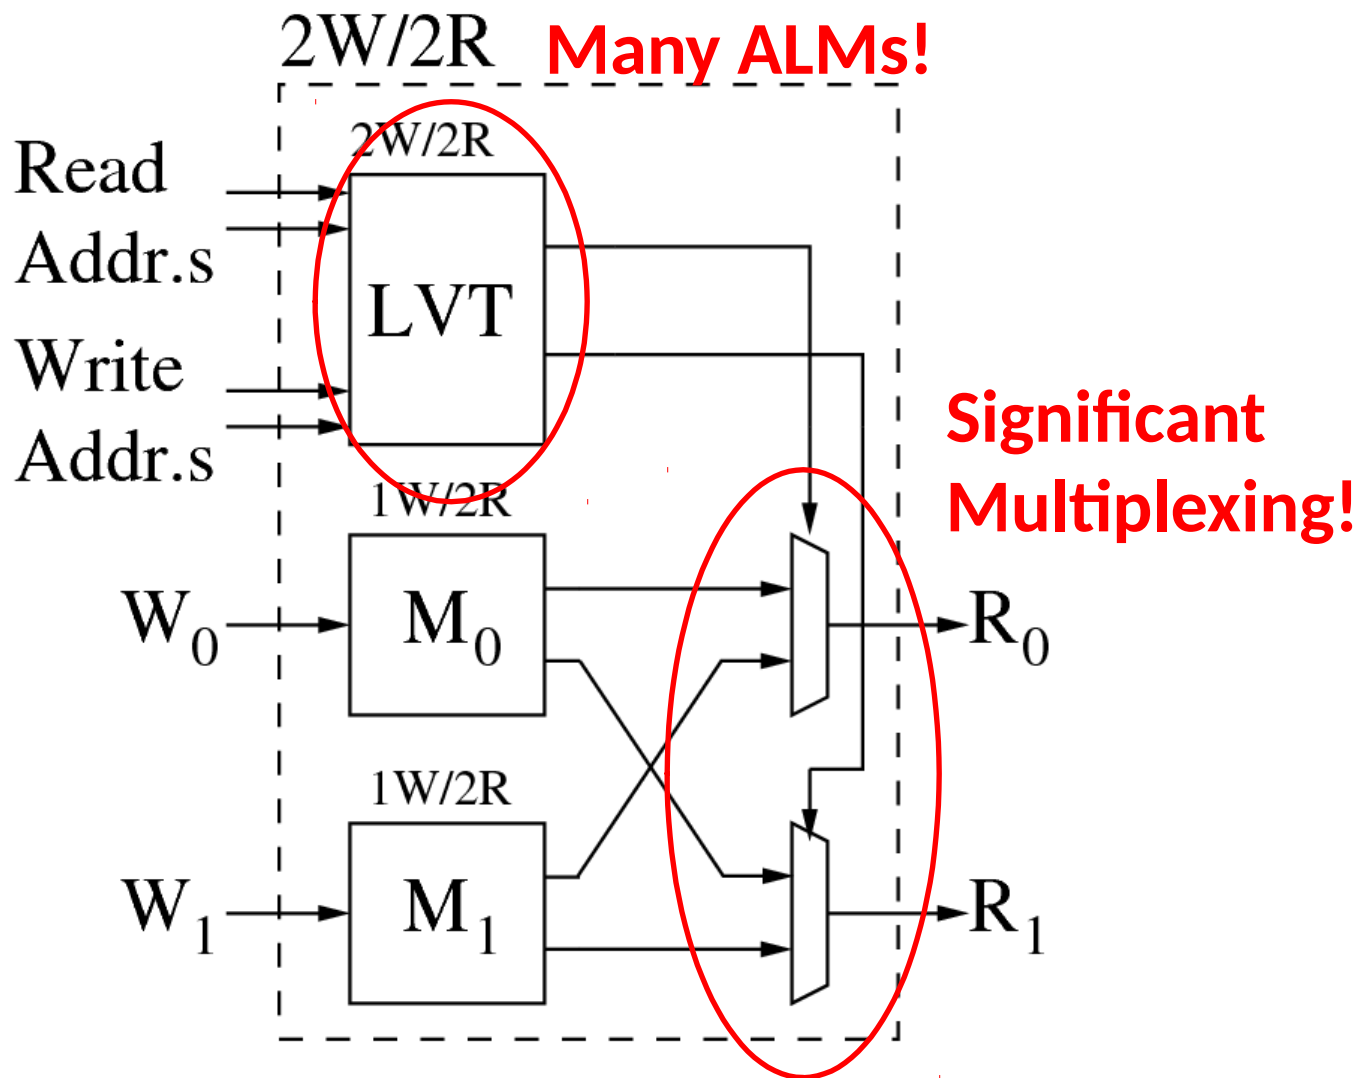 2W/2R
Many ALMs!
2W/2R
Read
Addr.s
LVT
Write
Addr.s
Significant
Multiplexing!
1W/2R
W0
M0
R0
1W/2R
W1
M1
R1